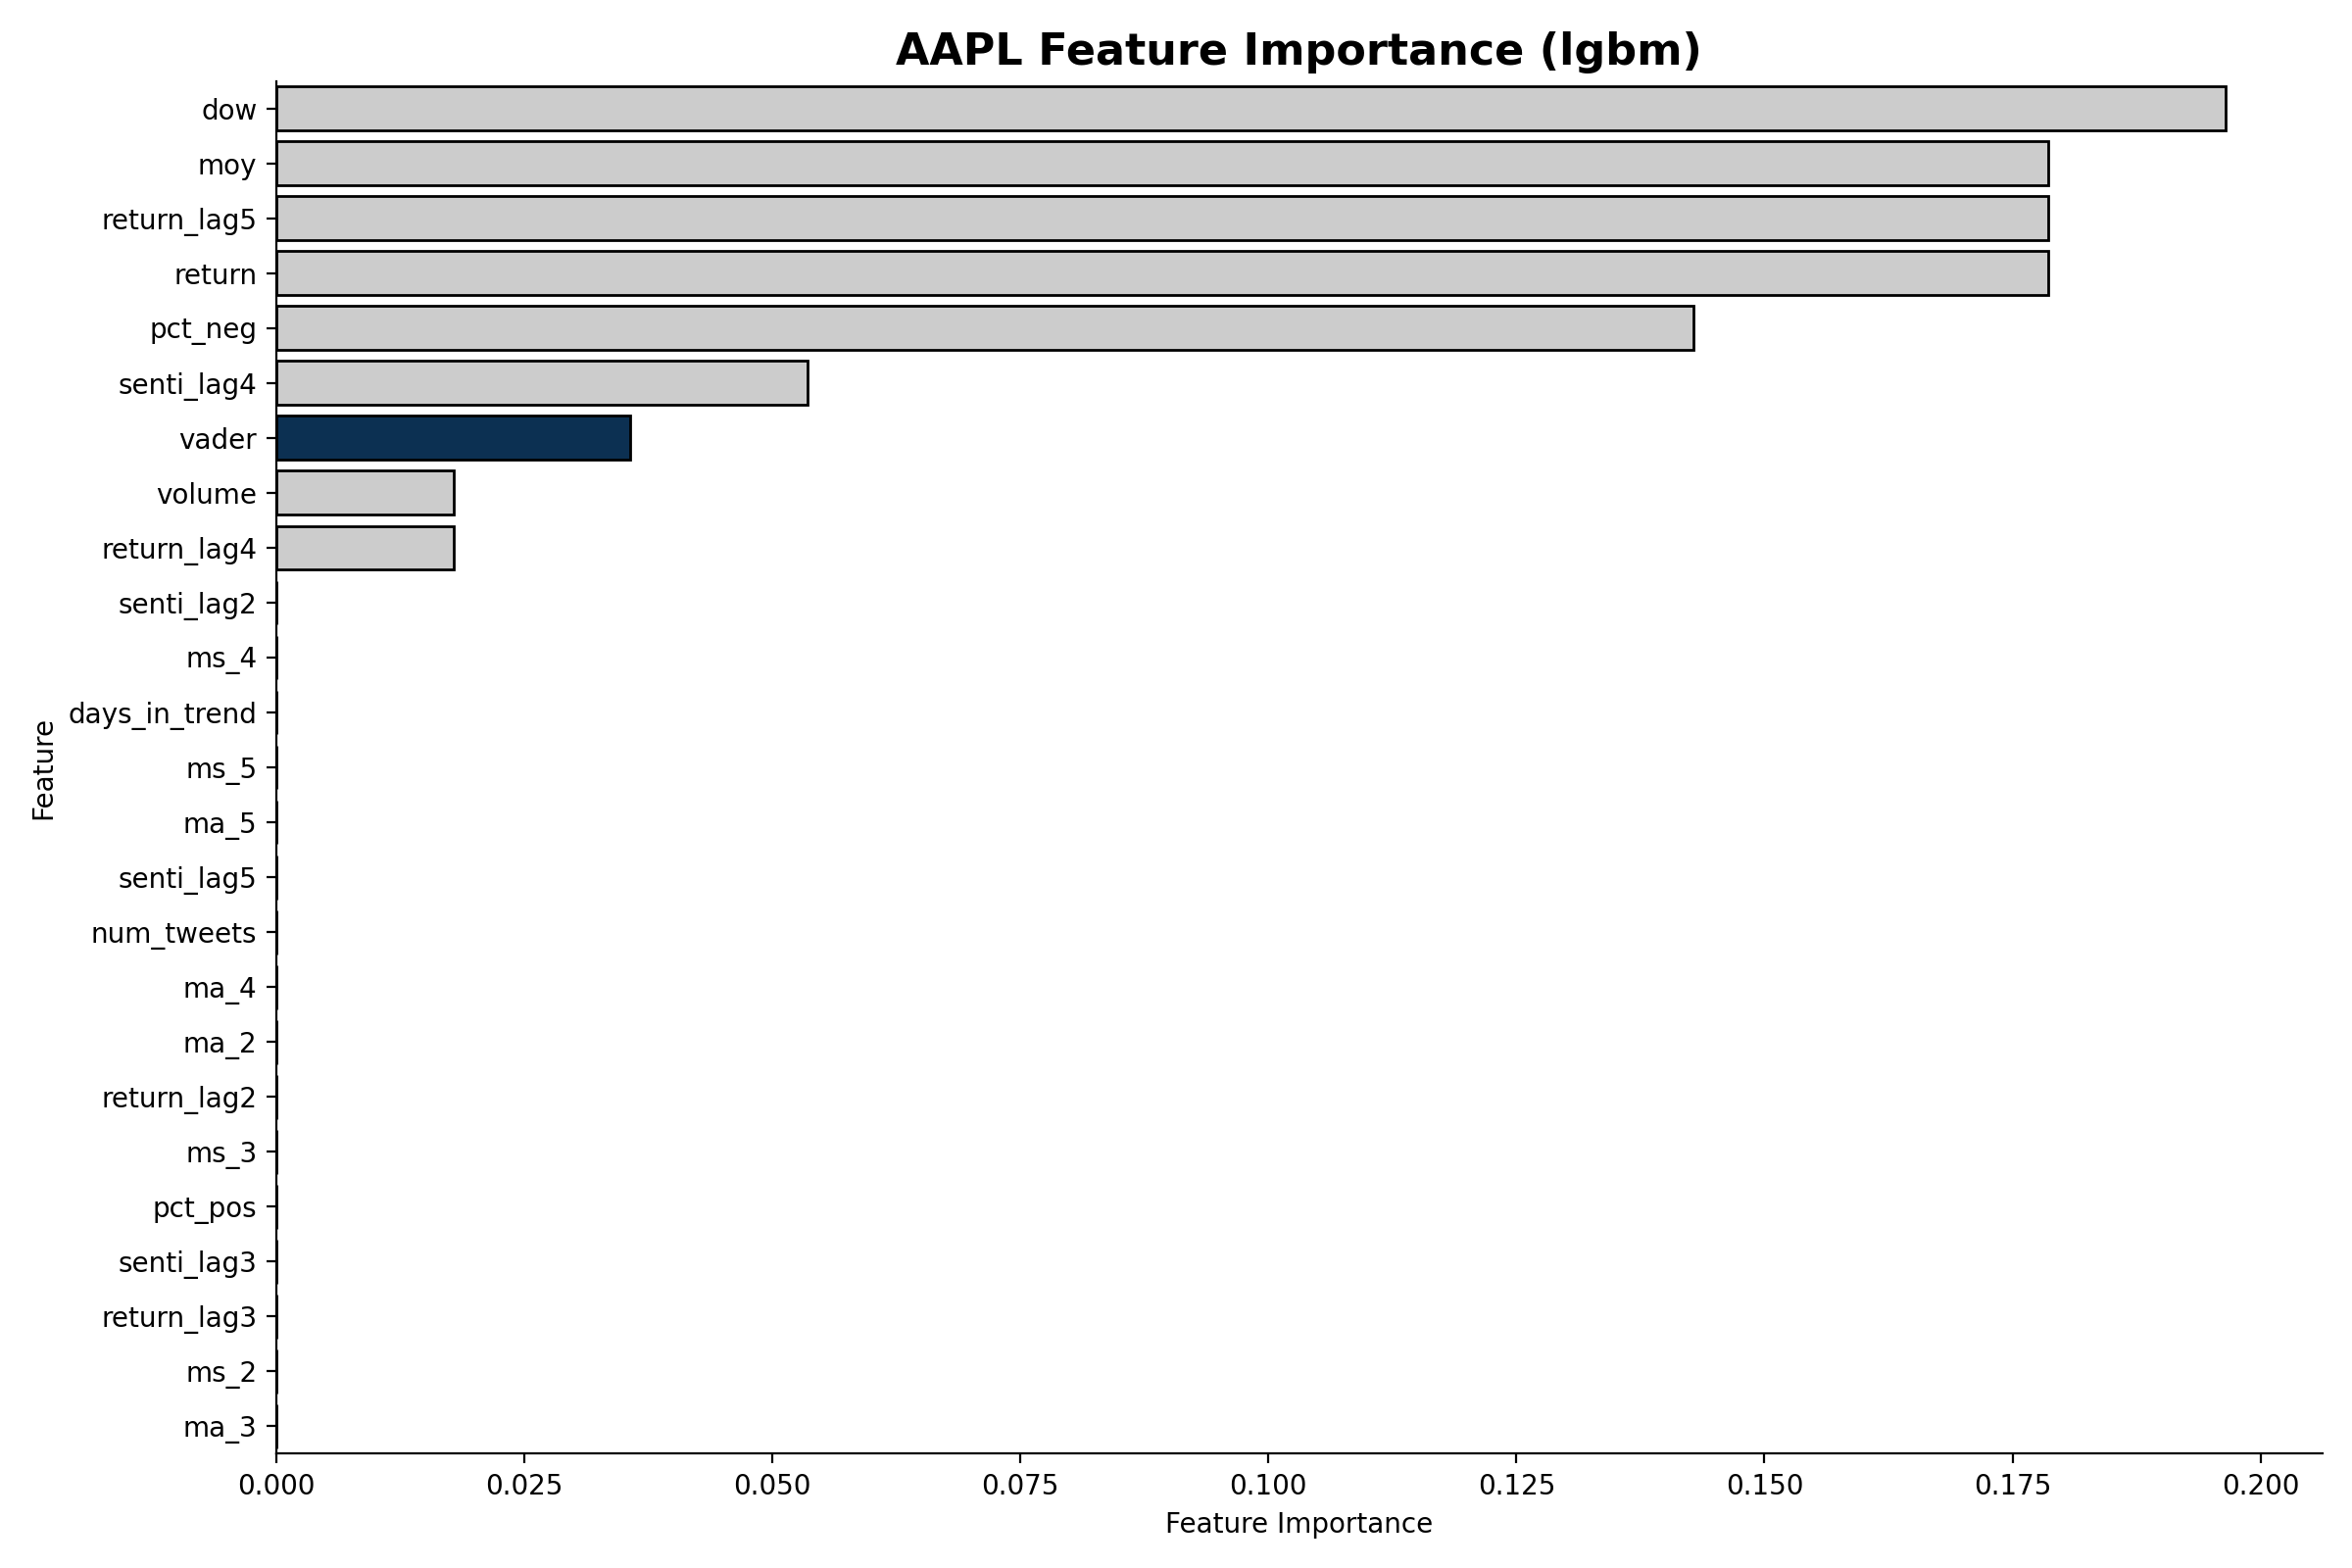 AAPL Feature Importance (lgbm)
dow
moy
return_lag5
return
pct_neg
senti_lag4
vader
volume
return_lag4
senti_lag2
ms_4
days_in_trend
ms_5
ma_5
senti_lag5
num_tweets
ma_4
ma_2
return_lag2
ms_3
pct_pos
senti_lag3
return_lag3
ms_2
ma_3
Feature
0.000 0.025 0.050 0.075 0.100 0.125 0.150 0.175 0.200
Feature Importance